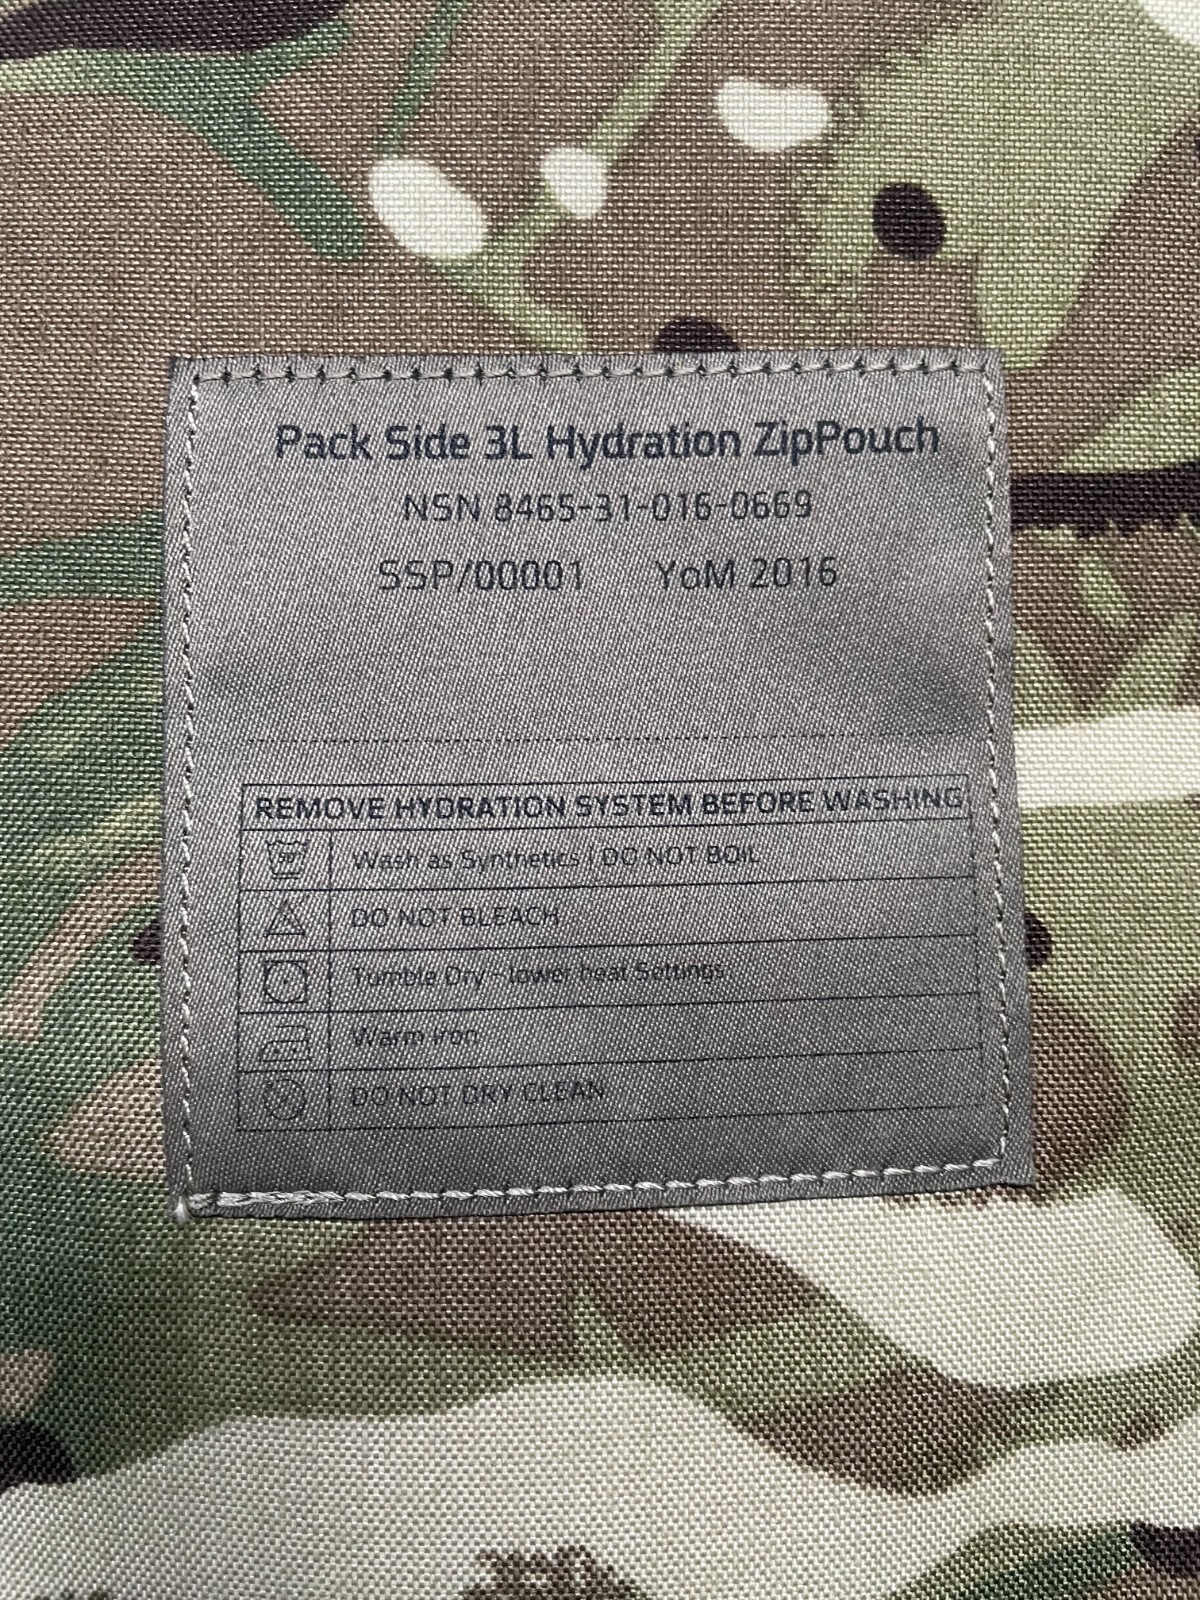 Pack Side 3L Hydration ZipPouch
NSN 8465-31-016-0669
SSP/00001 YoM 2016
REMOVE HYDRATION SYSTEM BEFORE WASHING
Wash as Synthetics | DO NOT BOIL
DO NOT BLEACH
Tumble Dry - lower heat Settings
Warm iron
DO NOT DRY CLEAN